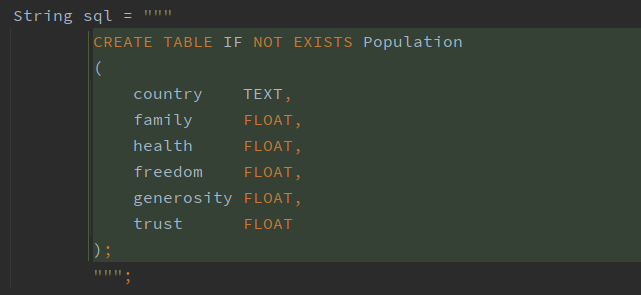 String sql = """
CREATE TABLE IF NOT EXISTS Population
(
country TEXT,
family FLOAT,
health FLOAT,
freedom FLOAT,
generosity FLOAT,
trust FLOAT
);
""";